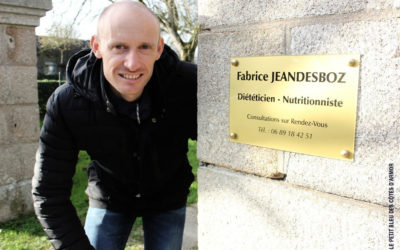 Fabrice JEANDESBOZ
Diététicien - Nutritionniste
Consultations sur Rendez-Vous
Tél. : 06 89 18 42 51
LE PETIT BLEU DES CÔTES D'ARMOR